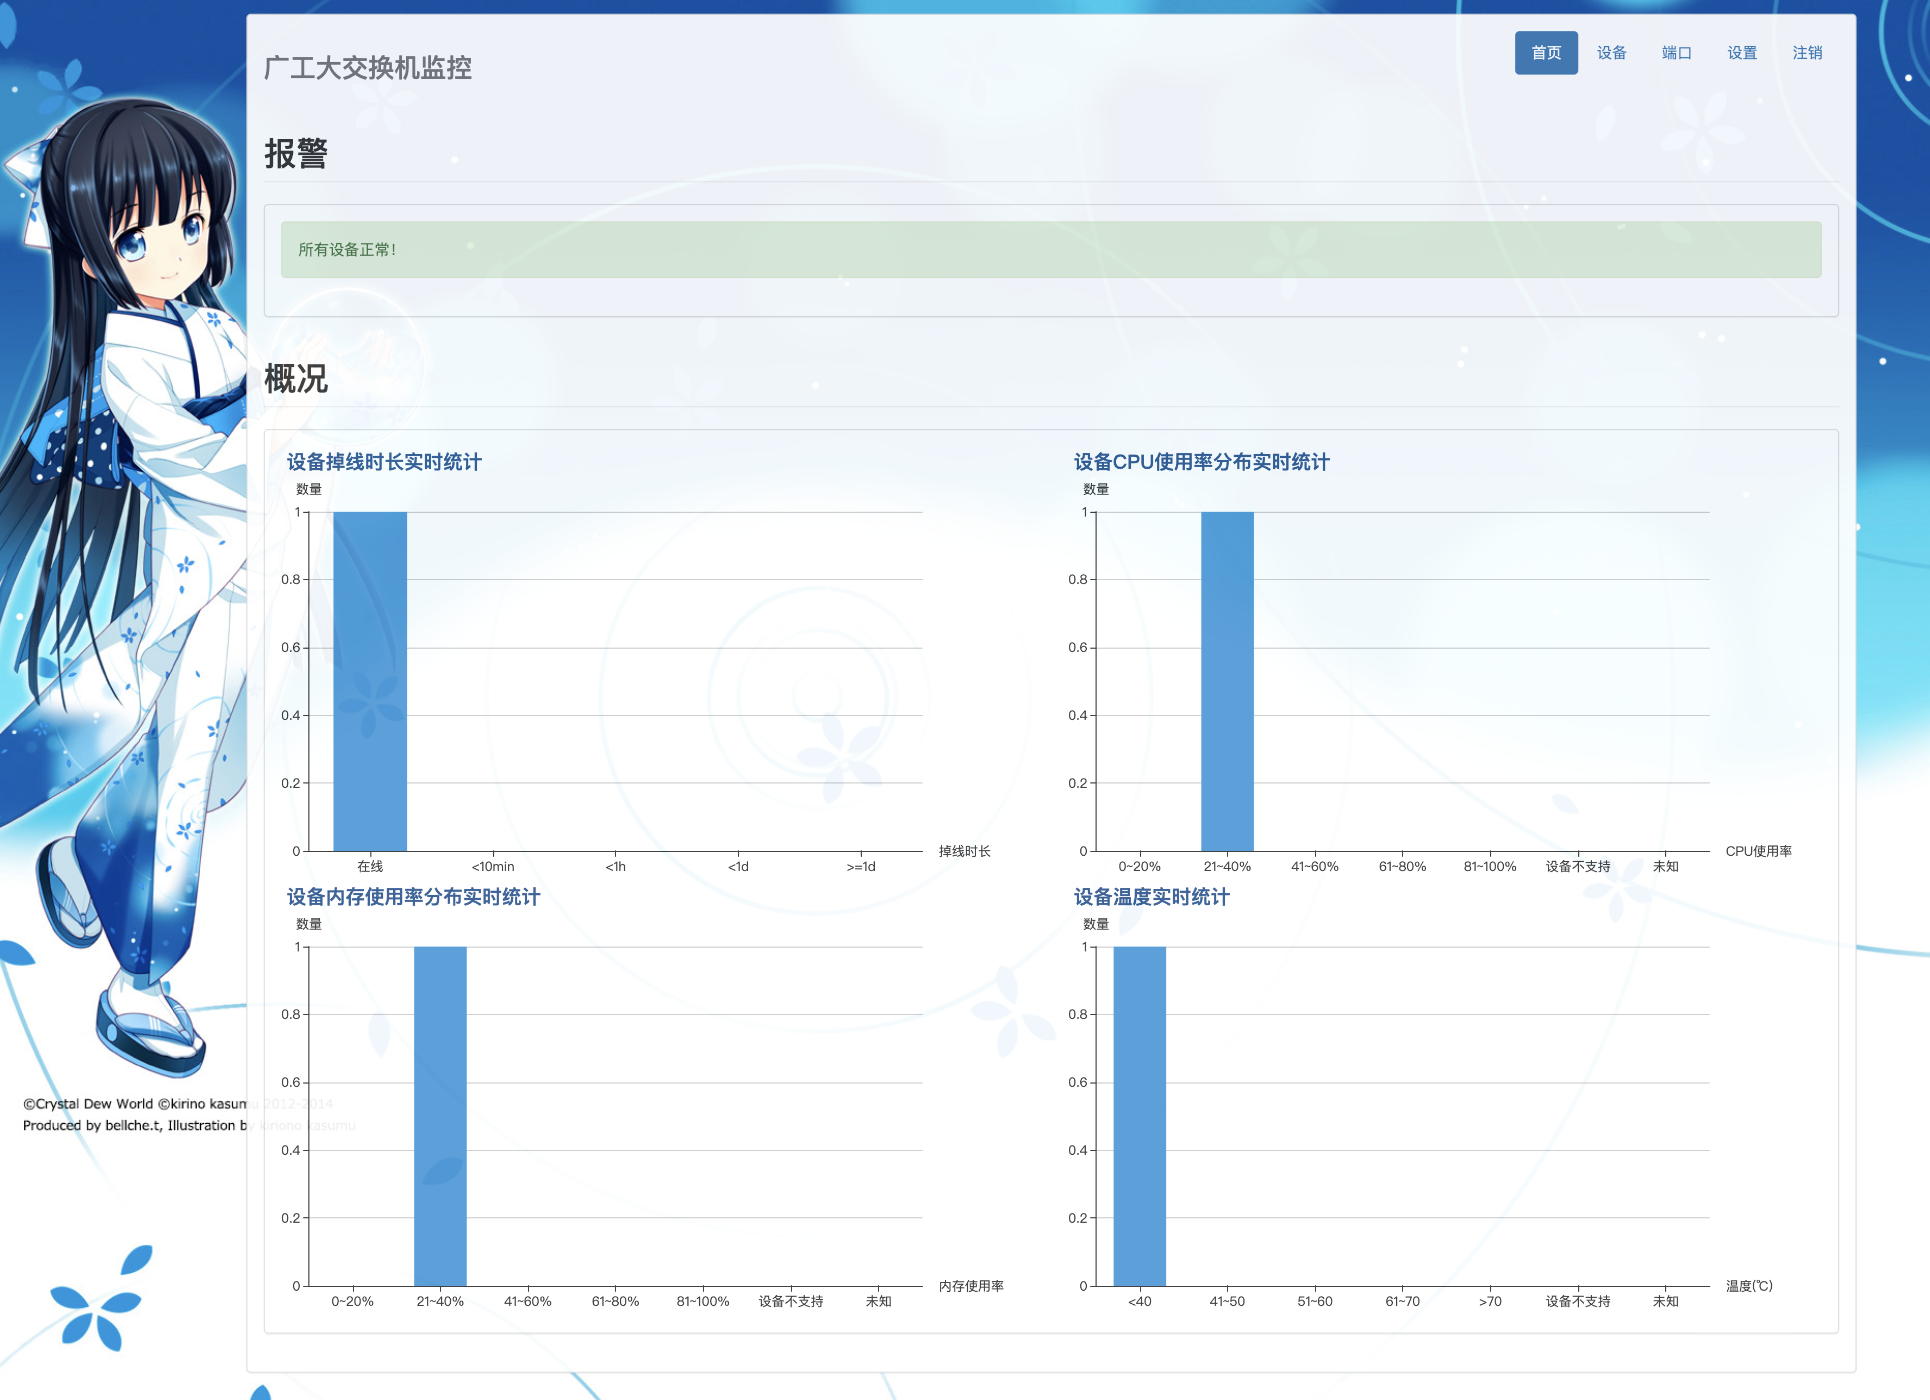 广工大交换机监控
首页 设备 端口 设置 注销
报警
所有设备正常!
概况
设备掉线时长实时统计
数量
1
0.8
0.6
0.4
0.2
0
在线 <10min <1h <1d >=1d
掉线时长
设备CPU使用率分布实时统计
数量
1
0.8
0.6
0.4
0.2
0
0~20% 21~40% 41~60% 61~80% 81~100% 设备不支持 未知
CPU使用率
设备内存使用率分布实时统计
数量
1
0.8
0.6
0.4
0.2
0
0~20% 21~40% 41~60% 61~80% 81~100% 设备不支持 未知
内存使用率
设备温度实时统计
数量
1
0.8
0.6
0.4
0.2
0
<40 41~50 51~60 61~70 >70 设备不支持 未知
温度(℃)
©Crystal Dew World ©kirino kasumu 2012-2014
Produced by bellche.t, Illustration by kiriono kasumu